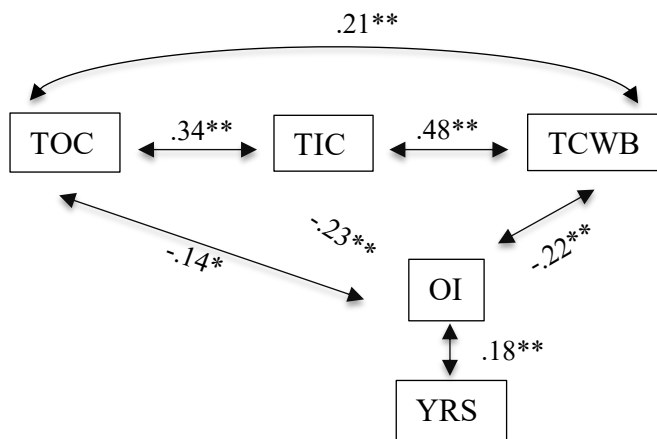 .21**
TOC
.34**
TIC
.48**
TCWB
-.14*
-.23**
-.22**
OI
.18**
YRS